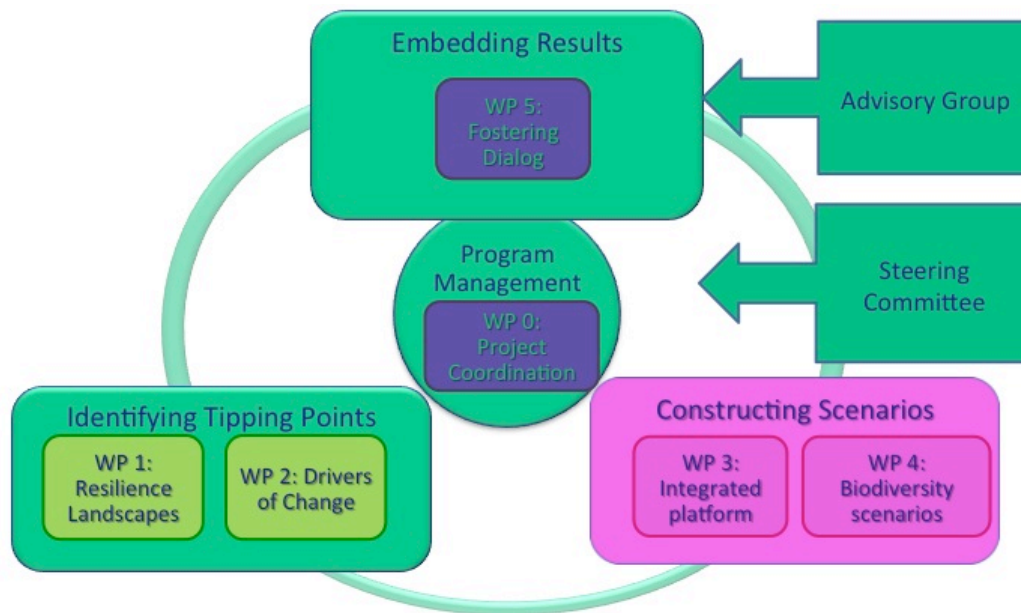 Embedding Results
WP 5:
Fostering
Dialog
Advisory Group
Program
Management
WP 0:
Project
Coordination
Steering
Committee
Identifying Tipping Points
WP 1:
Resilience
Landscapes
WP 2: Drivers
of Change
Constructing Scenarios
WP 3:
Integrated
platform
WP 4:
Biodiversity
scenarios